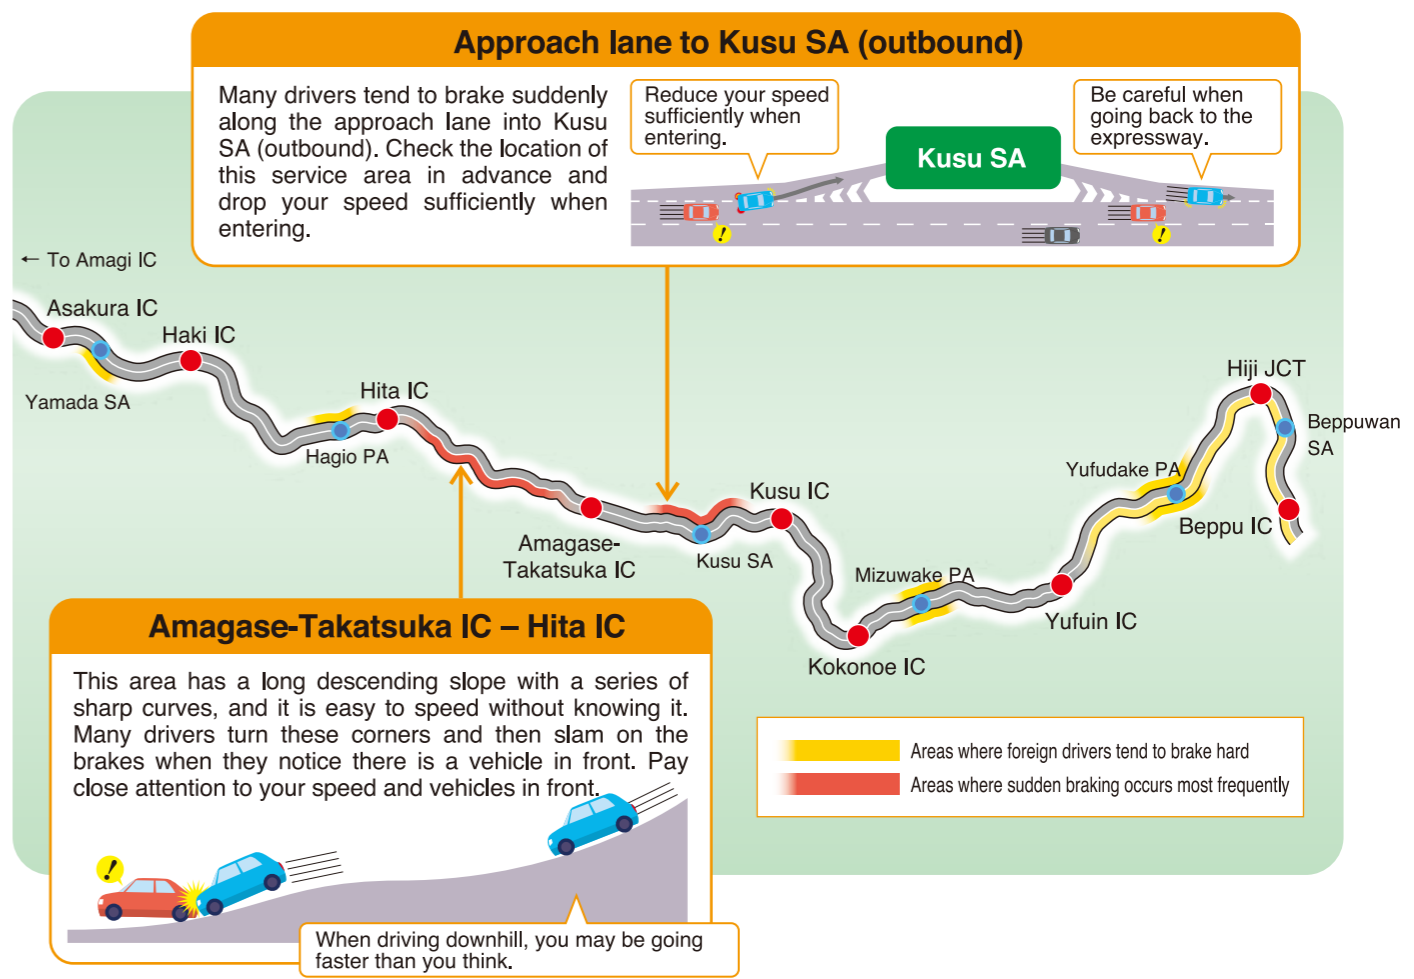 Approach lane to Kusu SA (outbound)
Many drivers tend to brake suddenly
along the approach lane into Kusu
SA (outbound). Check the location of
this service area in advance and
drop your speed sufficiently when
entering.
Reduce your speed
sufficiently when
entering.
Kusu SA
Be careful when
going back to the
expressway.
!
!
← To Amagi IC
Asakura IC
Haki IC
Yamada SA
Hita IC
Hagio PA
Amagase-
Takatsuka IC
Kusu IC
Kusu SA
Mizuwake PA
Kokonoe IC
Yufuin IC
Yufudake PA
Hiji JCT
Beppuwan
SA
Beppu IC
Amagase-Takatsuka IC – Hita IC
This area has a long descending slope with a series of
sharp curves, and it is easy to speed without knowing it.
Many drivers turn these corners and then slam on the
brakes when they notice there is a vehicle in front. Pay
close attention to your speed and vehicles in front.
!
When driving downhill, you may be going
faster than you think.
Areas where foreign drivers tend to brake hard
Areas where sudden braking occurs most frequently